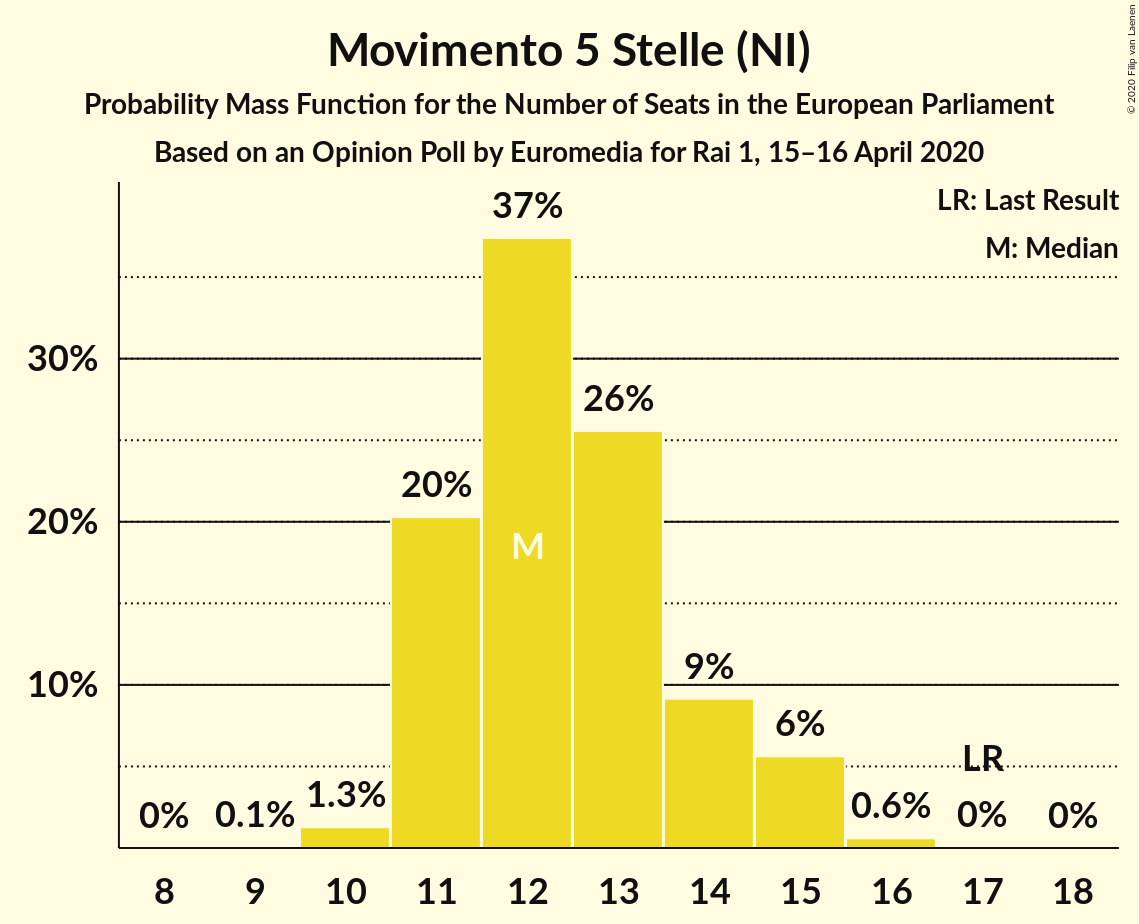 Movimento 5 Stelle (NI)
Probability Mass Function for the Number of Seats in the European Parliament
Based on an Opinion Poll by Euromedia for Rai 1, 15–16 April 2020
© 2020 Filip van Laenen
LR: Last Result
M: Median
30%
20%
10%
0%
0.1%
1.3%
20%
37%
M
26%
9%
6%
0.6%
LR
0%
0%
8 9 10 11 12 13 14 15 16 17 18